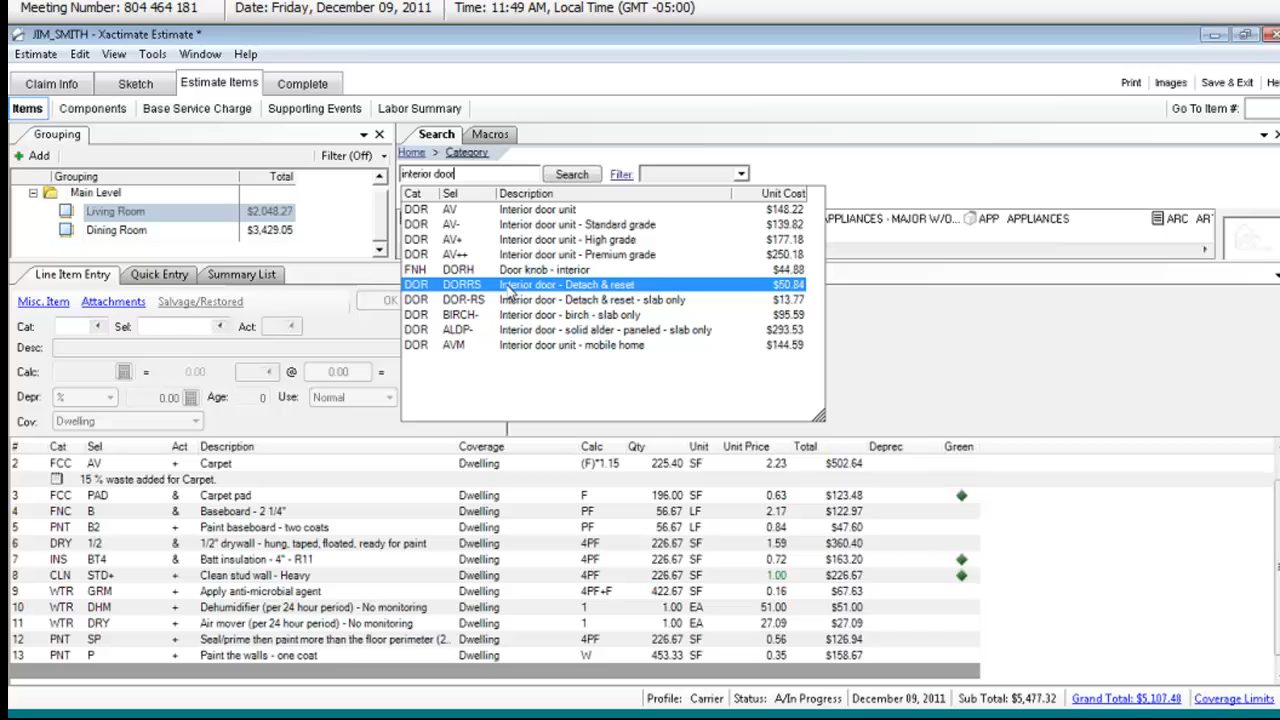 Meeting Number: 804 464 181 Date: Friday, December 09, 2011 Time: 11:49 AM, Local Time (GMT -05:00)
JIM_SMITH - Xactimate Estimate *
Estimate Edit View Tools Window Help
Claim Info Sketch Estimate Items Complete Print Images Save & Exit He
Items Components Base Service Charge Supporting Events Labor Summary Go To Item #:
Grouping Search Macros
Add Filter (Off) Home > Category
interior door Search Filter:
Grouping Total
Main Level
Living Room $2,048.27
Dining Room $3,429.05
Cat Sel Description Unit Cost
DOR AV Interior door unit $148.22
DOR AV- Interior door unit - Standard grade $139.82
DOR AV+ Interior door unit - High grade $177.18
DOR AV++ Interior door unit - Premium grade $250.18
FNH DORH Door knob - interior $44.88
DOR DORRS Interior door - Detach & reset $50.84
DOR DOR-RS Interior door - Detach & reset - slab only $13.77
DOR BIRCH- Interior door - birch - slab only $95.59
DOR ALDP- Interior door - solid alder - paneled - slab only $293.53
DOR AVM Interior door unit - mobile home $144.59
APPLIANCES - MAJOR W/O... APP APPLIANCES ARC AR
Line Item Entry Quick Entry Summary List
Misc. Item Attachments Salvage/Restored OK
Cat: Sel: Act:
Desc:
Calc: = 0.00 @ 0.00 =
Depr: % 0.00 Age: 0 Use: Normal
Cov: Dwelling
# Cat Sel Act Description Coverage Calc Qty Unit Unit Price Total Deprec Green
2 FCC AV + Carpet Dwelling (F)*1.15 225.40 SF 2.23 $502.64
15 % waste added for Carpet.
3 FCC PAD & Carpet pad Dwelling F 196.00 SF 0.63 $123.48
4 FNC B & Baseboard - 2 1/4" Dwelling PF 56.67 LF 2.17 $122.97
5 PNT B2 + Paint baseboard - two coats Dwelling PF 56.67 LF 0.84 $47.60
6 DRY 1/2 & 1/2" drywall - hung, taped, floated, ready for paint Dwelling 4PF 226.67 SF 1.59 $360.40
7 INS BT4 & Batt insulation - 4" - R11 Dwelling 4PF 226.67 SF 0.72 $163.20
8 CLN STD+ + Clean stud wall - Heavy Dwelling 4PF 226.67 SF 1.00 $226.67
9 WTR GRM + Apply anti-microbial agent Dwelling 4PF+F 422.67 SF 0.16 $67.63
10 WTR DHM + Dehumidifier (per 24 hour period) - No monitoring Dwelling 1 1.00 EA 51.00 $51.00
11 WTR DRY + Air mover (per 24 hour period) - No monitoring Dwelling 1 1.00 EA 27.09 $27.09
12 PNT SP + Seal/prime then paint more than the floor perimeter (2... Dwelling 4PF 226.67 SF 0.56 $126.94
13 PNT P + Paint the walls - one coat Dwelling W 453.33 SF 0.35 $158.67
Profile: Carrier Status: A/In Progress December 09, 2011 Sub Total: $5,477.32 Grand Total: $5,107.48 Coverage Limits